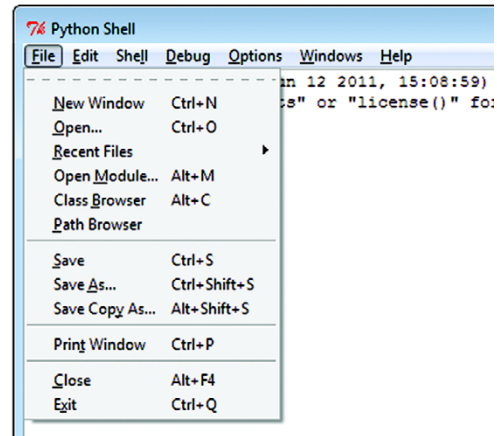 Python Shell
File Edit Shell Debug Options Windows Help
12 2011, 15:08:59)
" or "license()" for
New Window Ctrl+N
Open... Ctrl+O
Recent Files
Open Module... Alt+M
Class Browser Alt+C
Path Browser
Save Ctrl+S
Save As... Ctrl+Shift+S
Save Copy As... Alt+Shift+S
Print Window Ctrl+P
Close Alt+F4
Exit Ctrl+Q